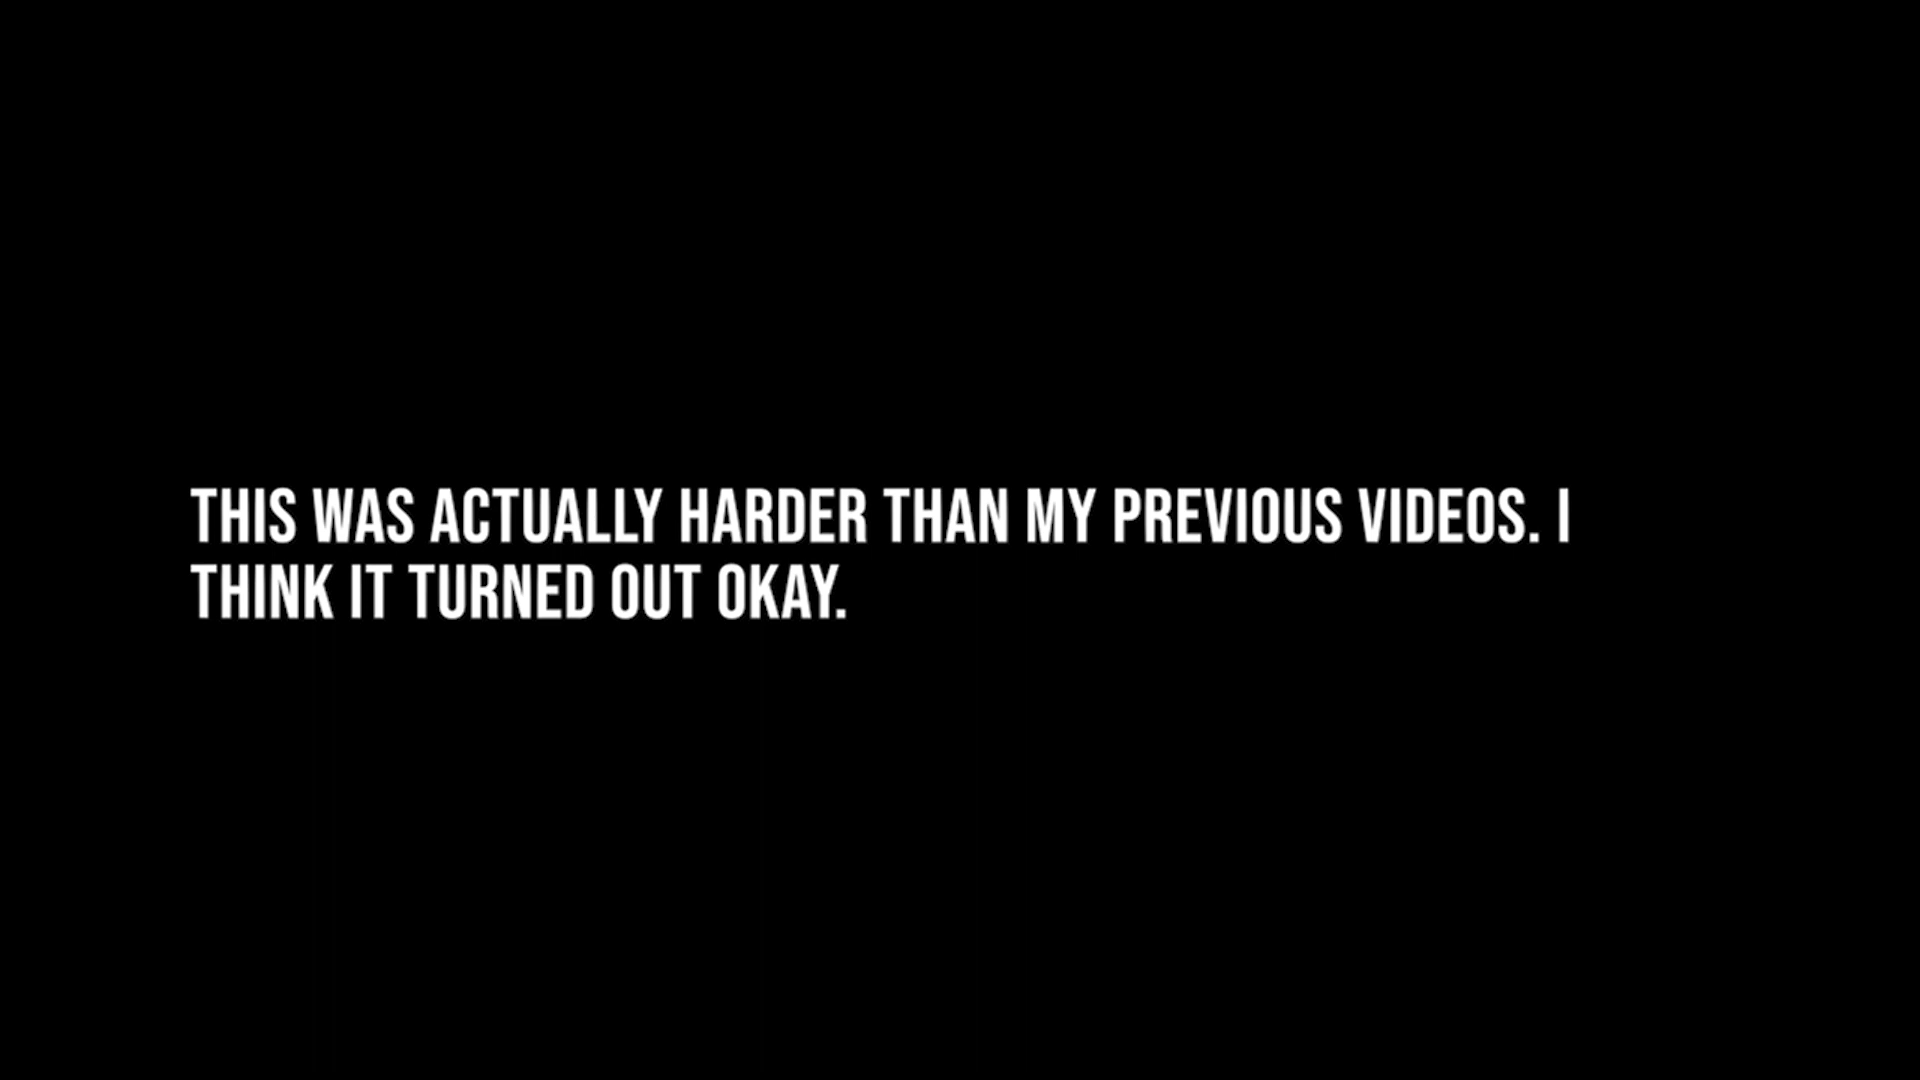 THIS WAS ACTUALLY HARDER THAN MY PREVIOUS VIDEOS. I
THINK IT TURNED OUT OKAY.